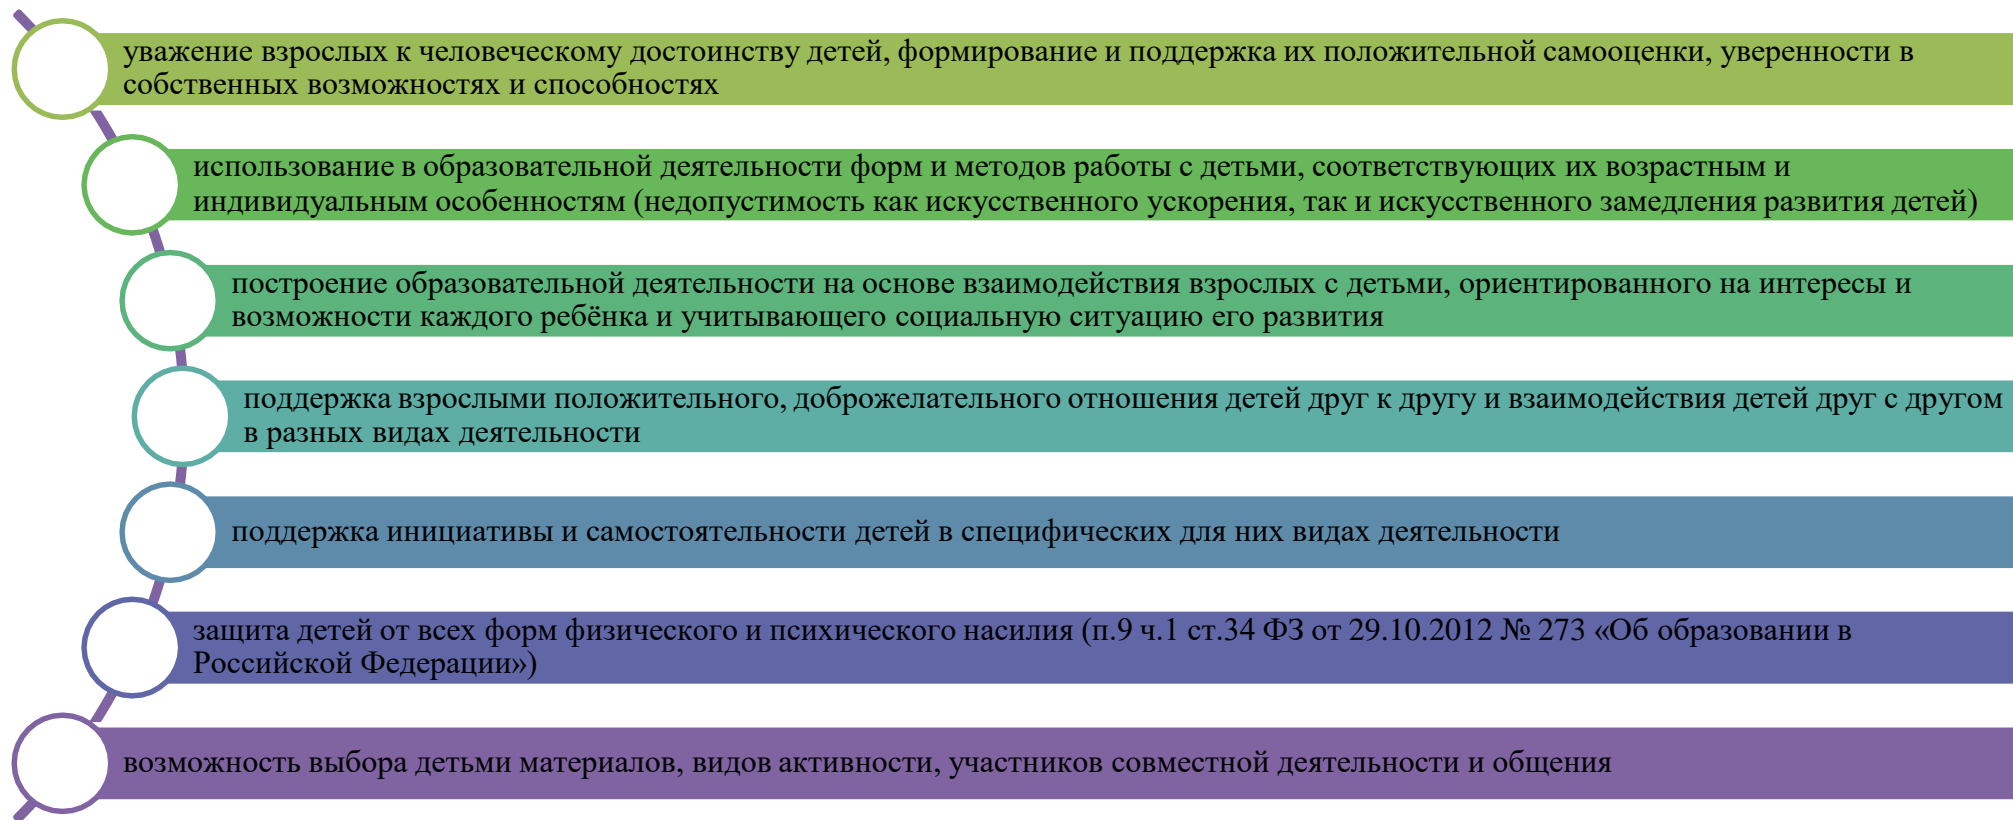 уважение взрослых к человеческому достоинству детей, формирование и поддержка их положительной самооценки, уверенности в
собственных возможностях и способностях
использование в образовательной деятельности форм и методов работы с детьми, соответствующих их возрастным и
индивидуальным особенностям (недопустимость как искусственного ускорения, так и искусственного замедления развития детей)
построение образовательной деятельности на основе взаимодействия взрослых с детьми, ориентированного на интересы и
возможности каждого ребёнка и учитывающего социальную ситуацию его развития
поддержка взрослыми положительного, доброжелательного отношения детей друг к другу и взаимодействия детей друг с другом
в разных видах деятельности
поддержка инициативы и самостоятельности детей в специфических для них видах деятельности
защита детей от всех форм физического и психического насилия (п.9 ч.1 ст.34 ФЗ от 29.10.2012 № 273 «Об образовании в
Российской Федерации»)
возможность выбора детьми материалов, видов активности, участников совместной деятельности и общения